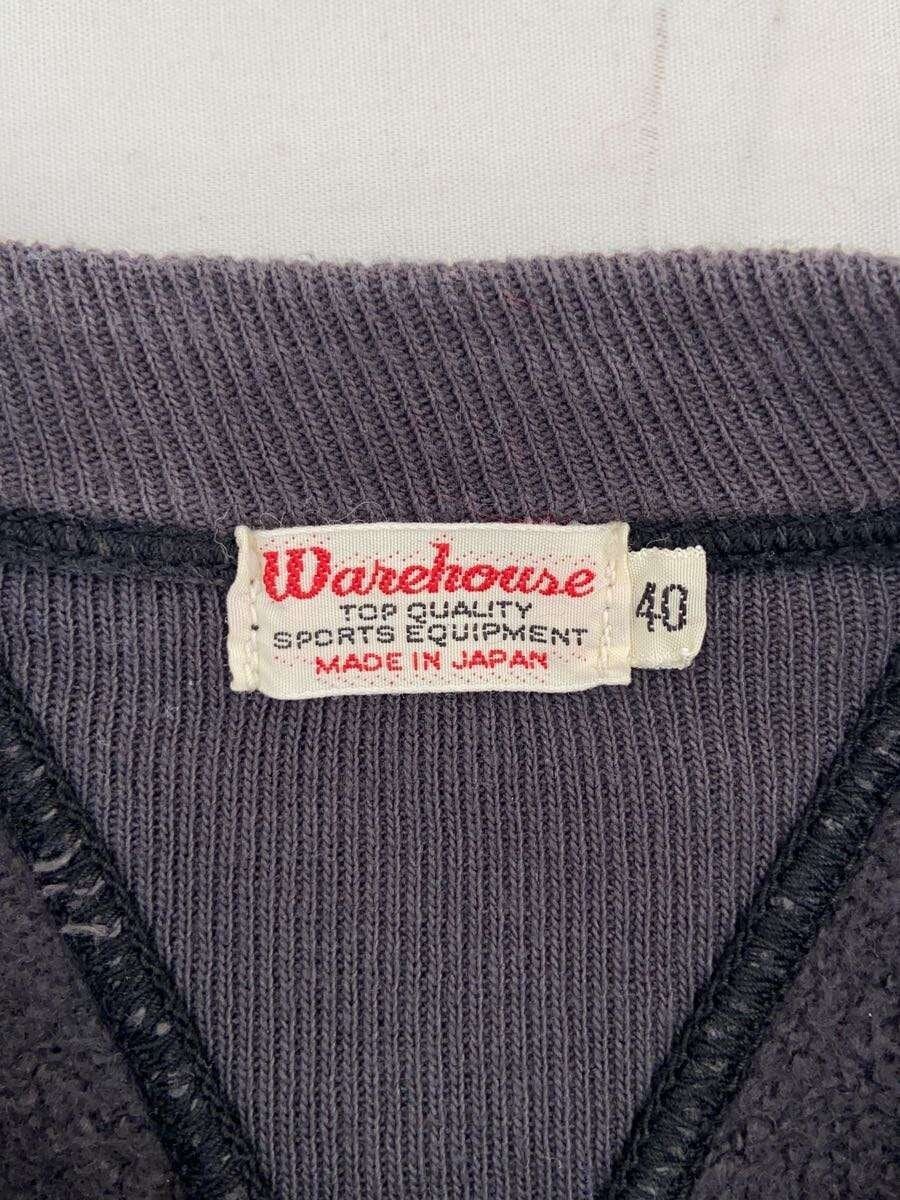 Warehouse
TOP QUALITY
SPORTS EQUIPMENT
MADE IN JAPAN
40